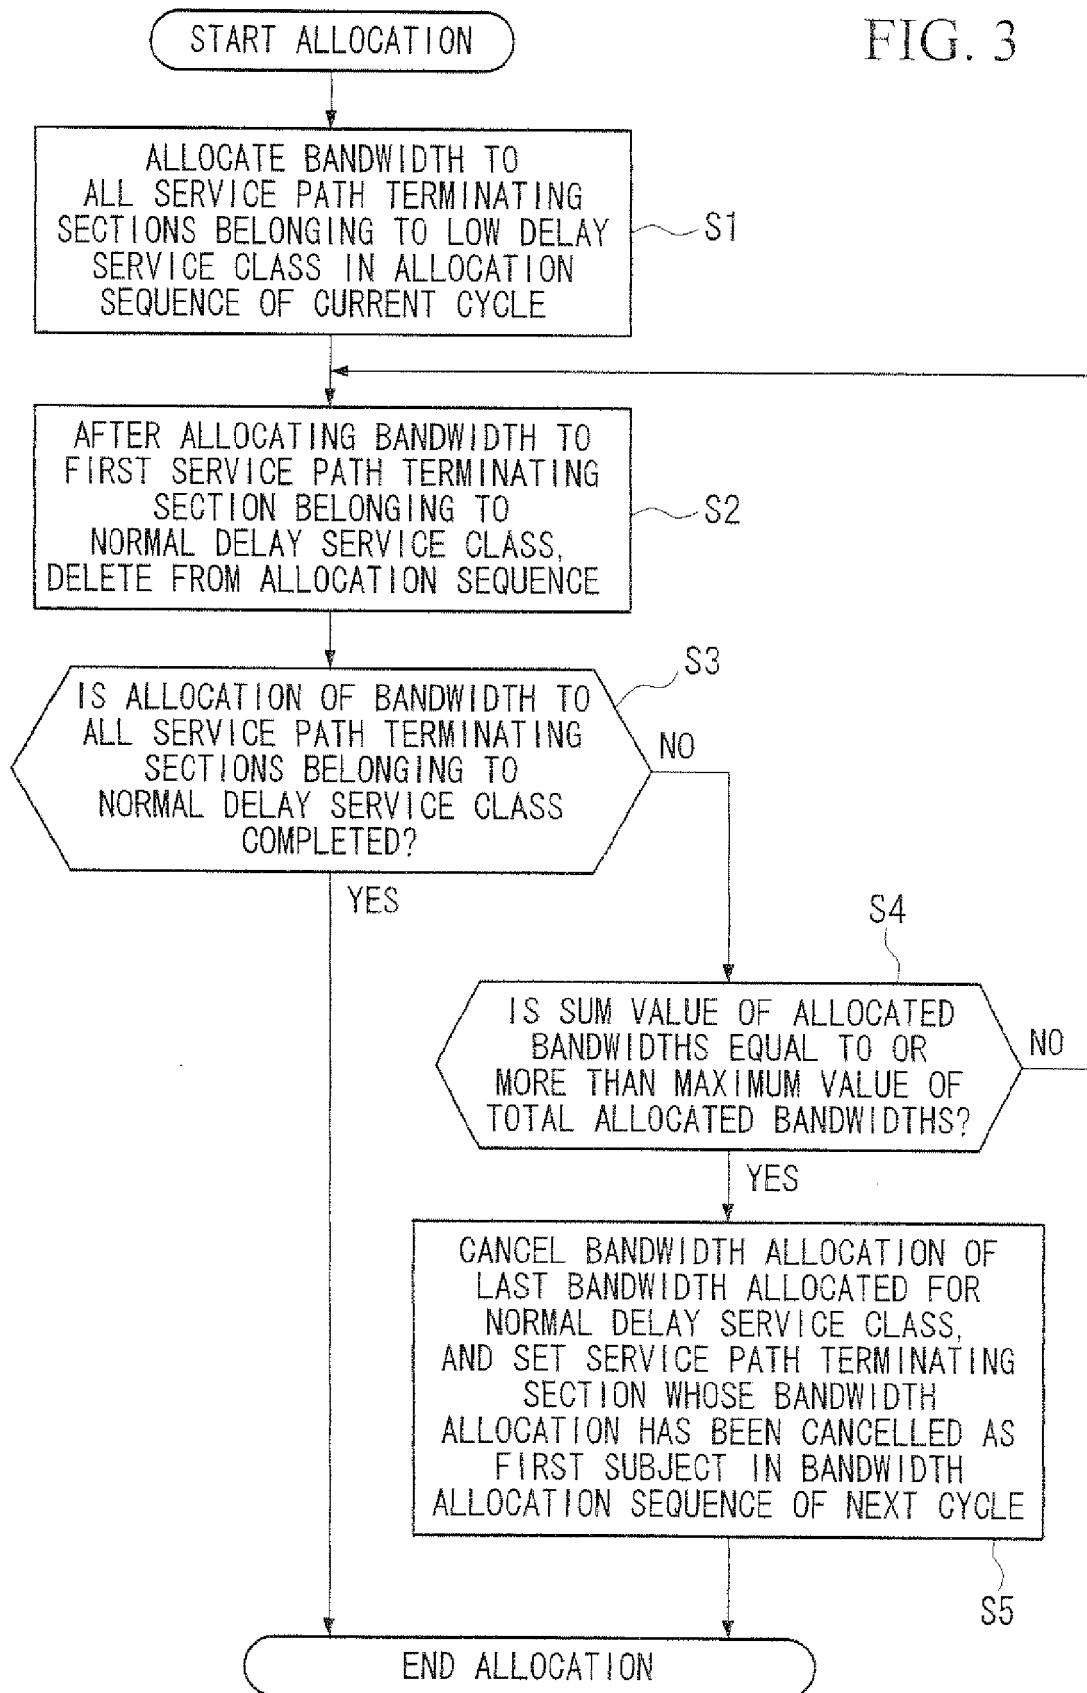 FIG. 3
START ALLOCATION
ALLOCATE BANDWIDTH TO
ALL SERVICE PATH TERMINATING
SECTIONS BELONGING TO LOW DELAY
SERVICE CLASS IN ALLOCATION
SEQUENCE OF CURRENT CYCLE
S1
AFTER ALLOCATING BANDWIDTH TO
FIRST SERVICE PATH TERMINATING
SECTION BELONGING TO
NORMAL DELAY SERVICE CLASS,
DELETE FROM ALLOCATION SEQUENCE
S2
S3
IS ALLOCATION OF BANDWIDTH TO
ALL SERVICE PATH TERMINATING
SECTIONS BELONGING TO
NORMAL DELAY SERVICE CLASS
COMPLETED?
NO
YES
S4
IS SUM VALUE OF ALLOCATED
BANDWIDTHS EQUAL TO OR
MORE THAN MAXIMUM VALUE OF
TOTAL ALLOCATED BANDWIDTHS?
NO
YES
CANCEL BANDWIDTH ALLOCATION OF
LAST BANDWIDTH ALLOCATED FOR
NORMAL DELAY SERVICE CLASS,
AND SET SERVICE PATH TERMINATING
SECTION WHOSE BANDWIDTH
ALLOCATION HAS BEEN CANCELLED AS
FIRST SUBJECT IN BANDWIDTH
ALLOCATION SEQUENCE OF NEXT CYCLE
S5
END ALLOCATION